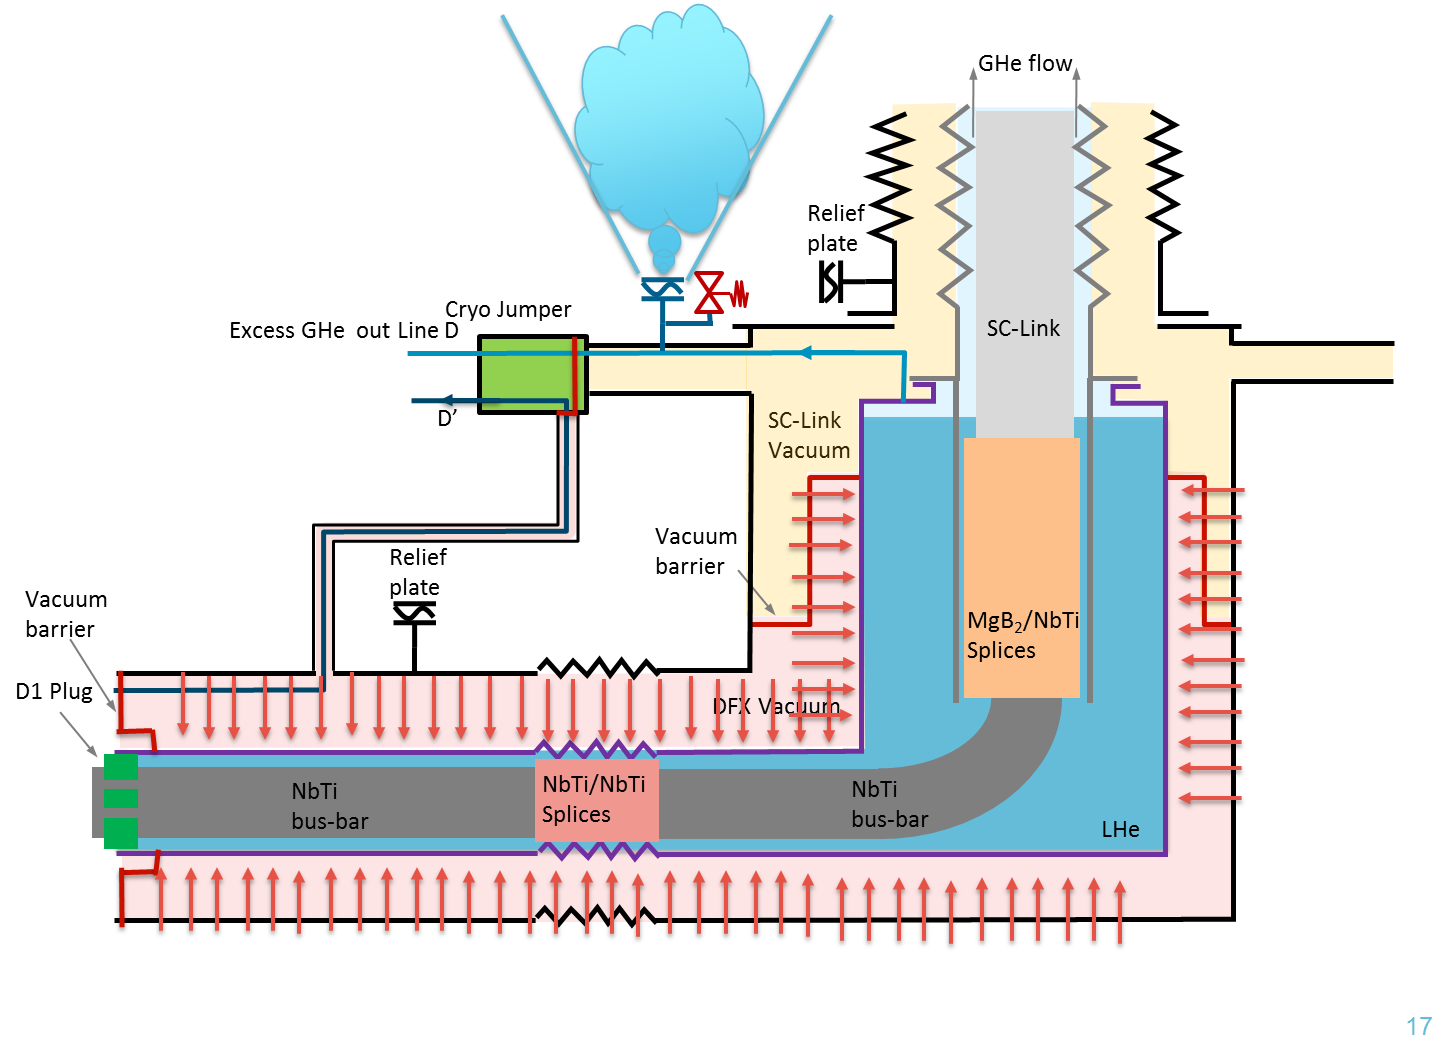 GHe flow
Relief
plate
Cryo Jumper
Excess GHe  out Line D
SC-Link
D’
SC-Link
Vacuum
Vacuum
barrier
Relief
plate
Vacuum
barrier
MgB₂/NbTi
Splices
D1 Plug
DFX Vacuum
NbTi
bus-bar
NbTi/NbTi
Splices
NbTi
bus-bar
LHe
17